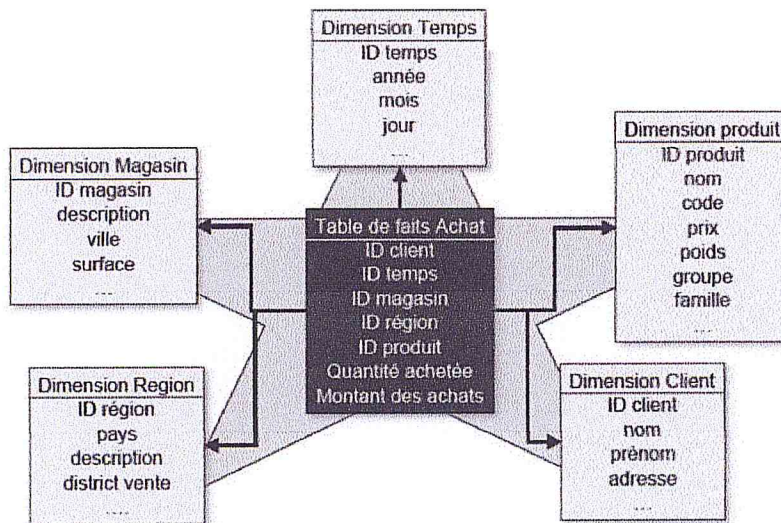 Dimension Temps
ID temps
année
mois
jour
...
Dimension Magasin
ID magasin
description
ville
surface
...
Table de faits Achat
ID client
ID temps
ID magasin
ID région
ID produit
Quantité achetée
Montant des achats
Dimension produit
ID produit
nom
code
prix
poids
groupe
famille
...
Dimension Region
ID région
pays
description
district vente
....
Dimension Client
ID client
nom
prènom
adresse
....